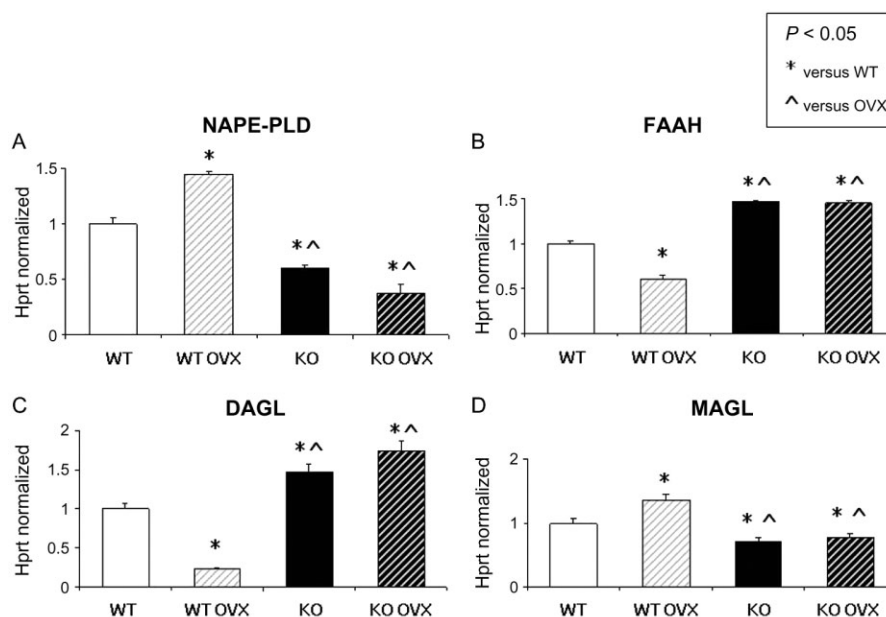 P < 0.05
* versus WT
^ versus OVX
A
NAPE-PLD
Hprt normalized
1.5
*
1
* ^
0.5
* ^
0
WT WT OVX KO KO OVX
B
FAAH
Hprt normalized
1.5
* ^ * ^
1
*
0.5
0
WT WT OVX KO KO OVX
C
DAGL
Hprt normalized
2
* ^ * ^
1.5
1
0.5
*
0
WT WT OVX KO KO OVX
D
MAGL
Hprt normalized
2
*
1
* ^ * ^
0
WT WT OVX KO KO OVX